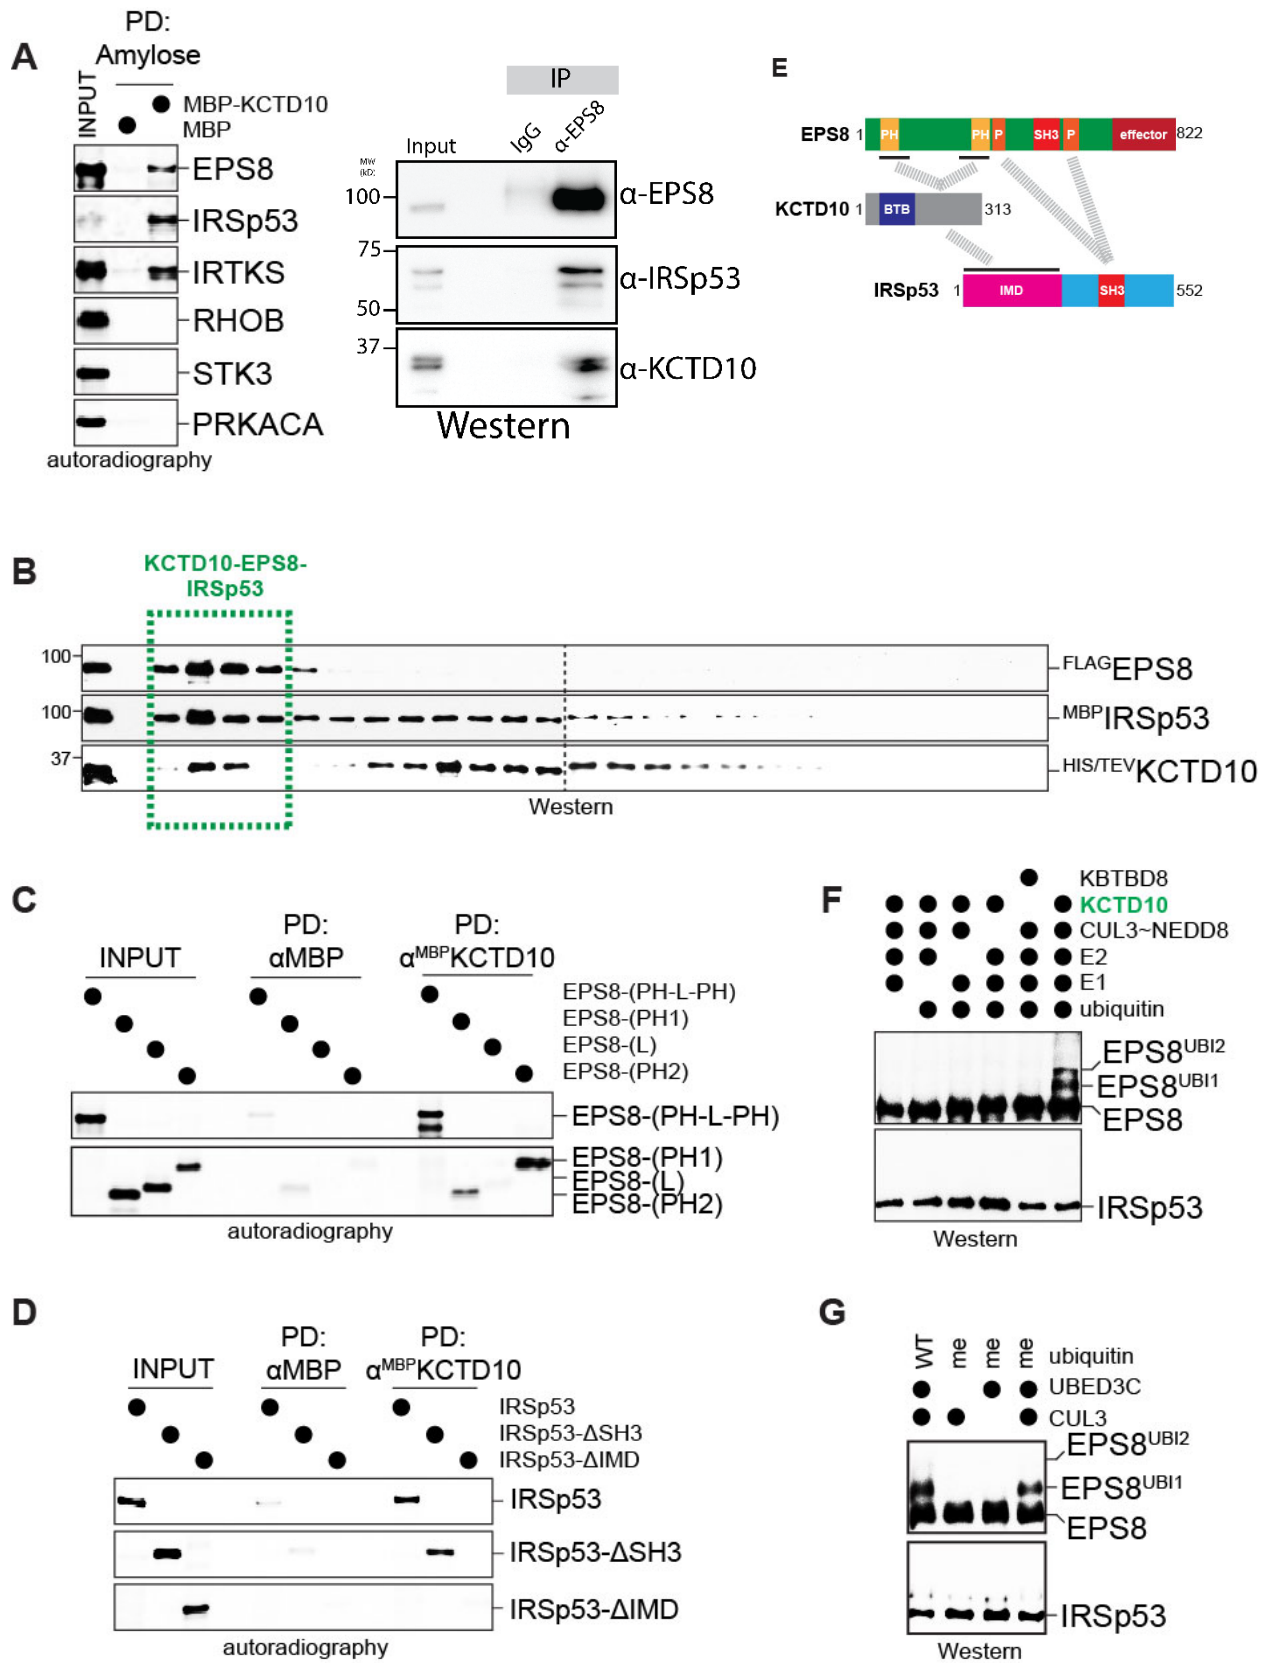 A
PD:
Amylose
INPUT
MBP-KCTD10
MBP
EPS8
IRSp53
IRTKS
RHOB
STK3
PRKACA
autoradiography
IP
Input
IgG
α-EPS8
MW
(kD:
100
α-EPS8
75
α-IRSp53
50
37
α-KCTD10
Western
E
EPS8 1 PH PH P SH3 P effector 822
KCTD10 1 BTB 313
IRSp53 1 IMD SH3 552
B
KCTD10-EPS8-
IRSp53
100 FLAGEPS8
100 MBPIRSp53
37 HIS/TEVKCTD10
Western
C
INPUT
PD:
αMBP
PD:
αMBPKCTD10
EPS8-(PH-L-PH)
EPS8-(PH1)
EPS8-(L)
EPS8-(PH2)
EPS8-(PH-L-PH)
EPS8-(PH1)
EPS8-(L)
EPS8-(PH2)
autoradiography
F
KBTBD8
KCTD10
CUL3~NEDD8
E2
E1
ubiquitin
EPS8UBI2
EPS8UBI1
EPS8
IRSp53
Western
D
INPUT
PD:
αMBP
PD:
αMBPKCTD10
IRSp53
IRSp53-ΔSH3
IRSp53-ΔIMD
IRSp53
IRSp53-ΔSH3
IRSp53-ΔIMD
autoradiography
G
WT me me me ubiquitin
UBED3C
CUL3
EPS8UBI2
EPS8UBI1
EPS8
IRSp53
Western